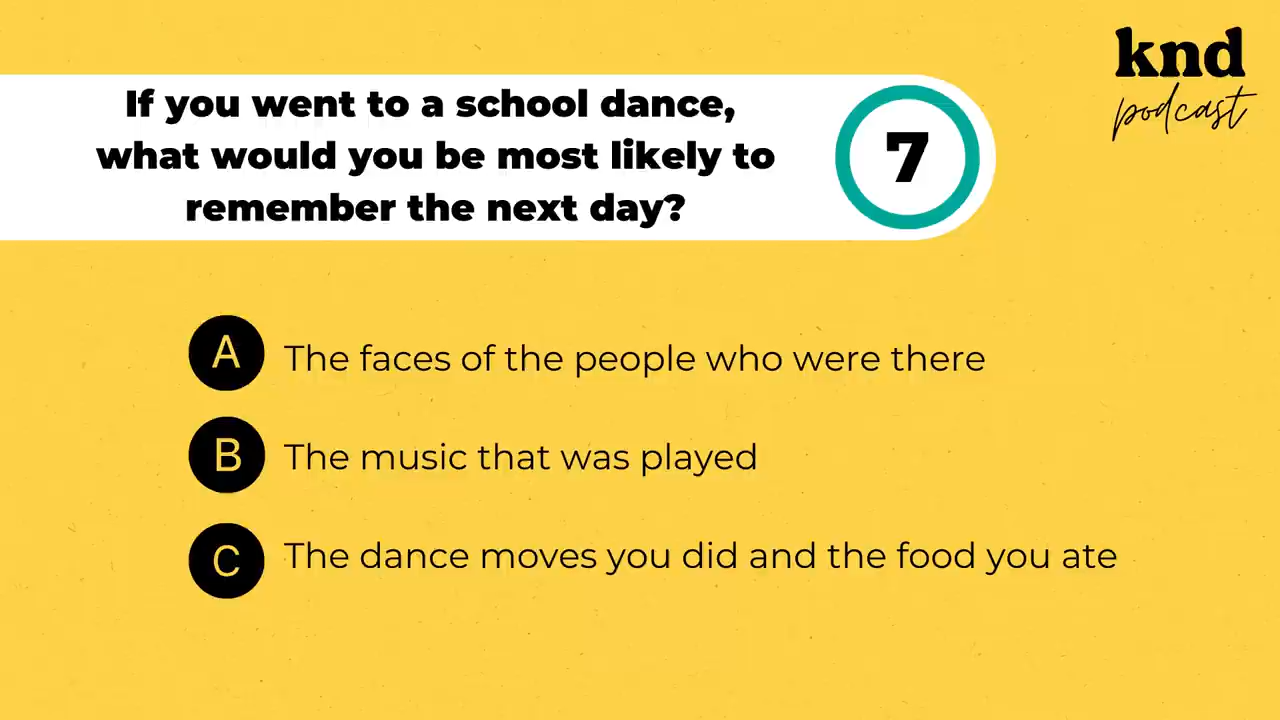 knd
podcast
If you went to a school dance,
what would you be most likely to
remember the next day?
7
A The faces of the people who were there
B The music that was played
C The dance moves you did and the food you ate